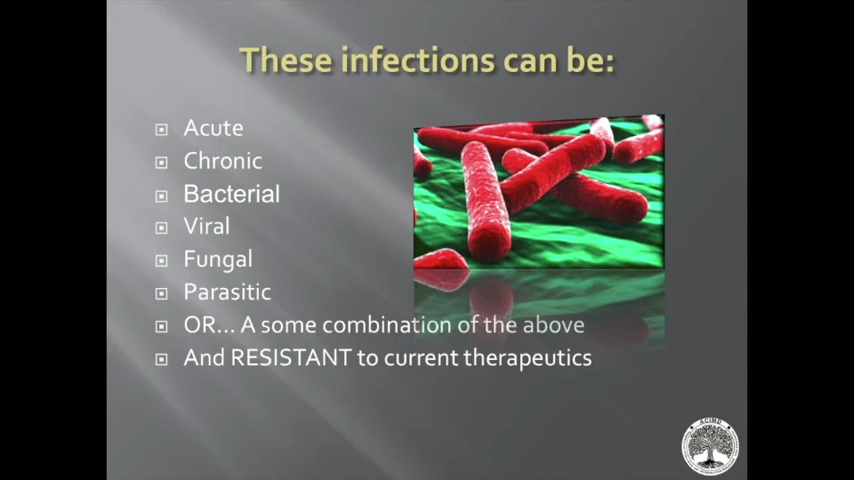 These infections can be:
Acute
Chronic
Bacterial
Viral
Fungal
Parasitic
OR... A some combination of the above
And RESISTANT to current therapeutics